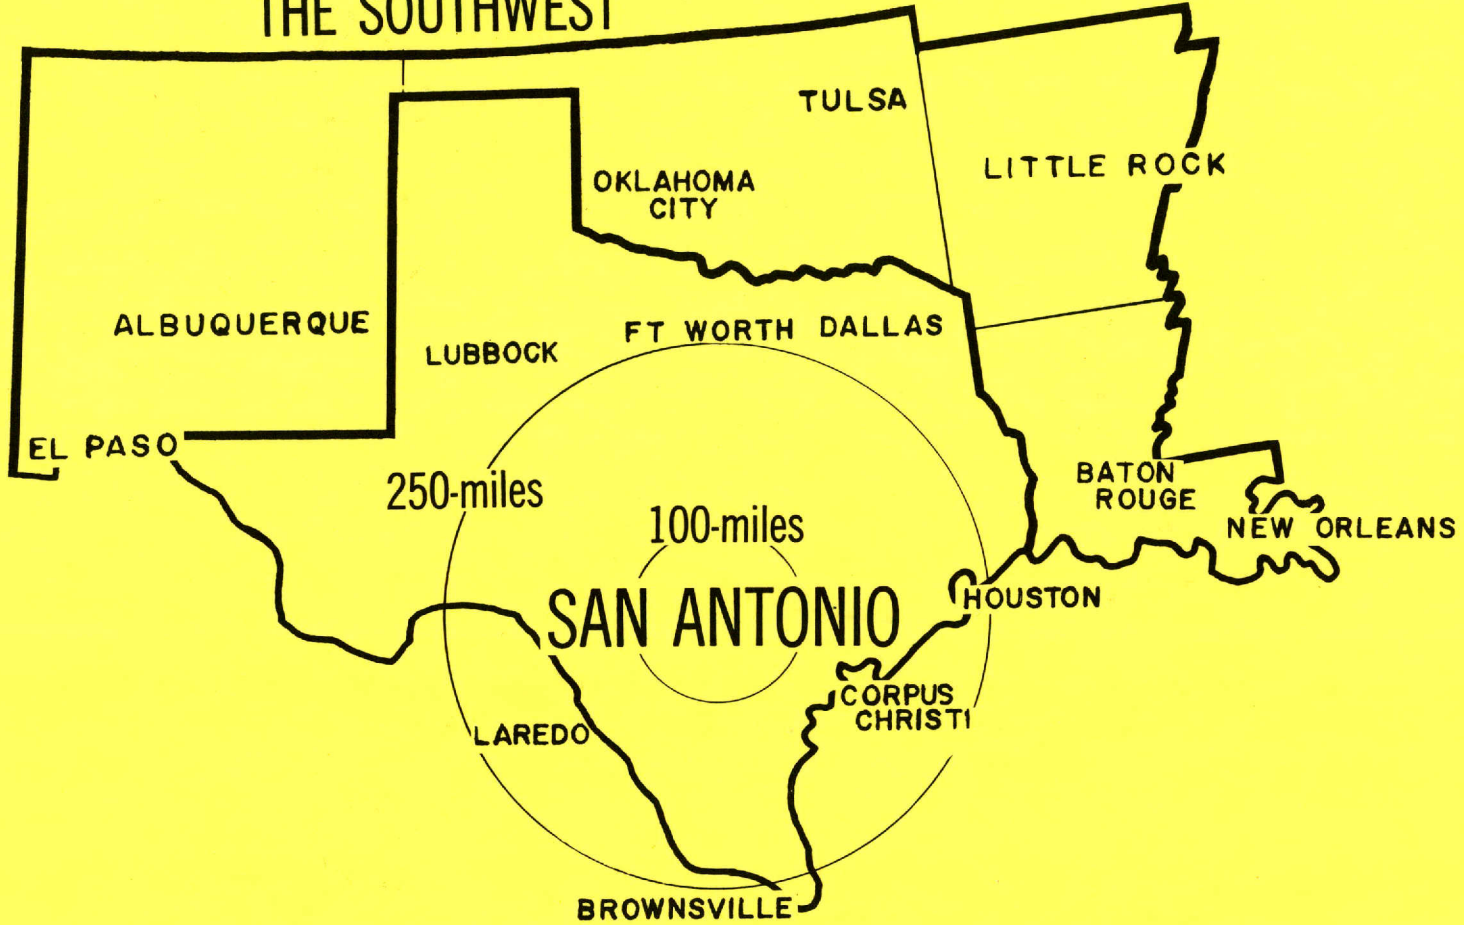 THE SOUTHWEST
TULSA
LITTLE ROCK
OKLAHOMA
CITY
ALBUQUERQUE
LUBBOCK
FT WORTH DALLAS
EL PASO
250-miles
100-miles
BATON
ROUGE
NEW ORLEANS
SAN ANTONIO
HOUSTON
CORPUS
CHRISTI
LAREDO
BROWNSVILLE